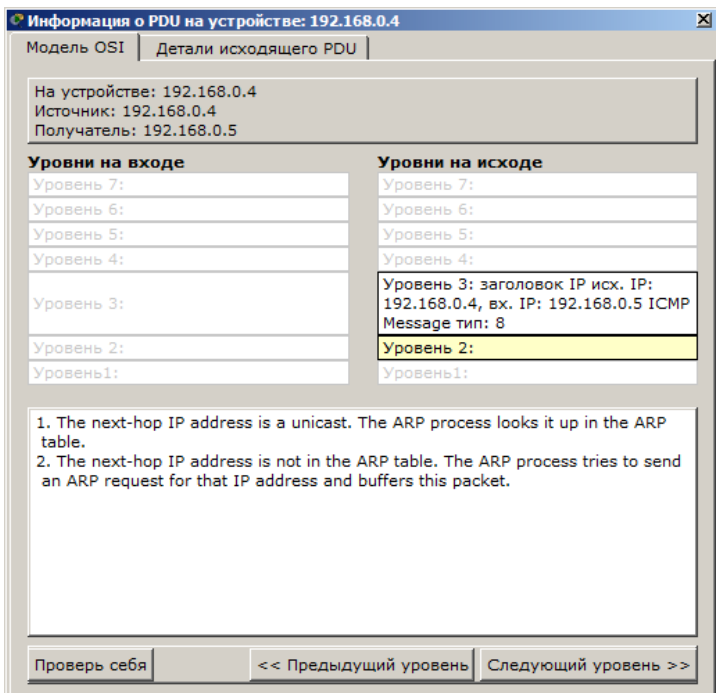 Информация о PDU на устройстве: 192.168.0.4
Модель OSI
Детали исходящего PDU
На устройстве: 192.168.0.4
Источник: 192.168.0.4
Получатель: 192.168.0.5
Уровни на входе
Уровень 7:
Уровень 6:
Уровень 5:
Уровень 4:
Уровень 3:
Уровень 2:
Уровень1:
Уровни на исходе
Уровень 7:
Уровень 6:
Уровень 5:
Уровень 4:
Уровень 3: заголовок IP исх. IP:
192.168.0.4, вх. IP: 192.168.0.5 ICMP
Message тип: 8
Уровень 2:
Уровень1:
1. The next-hop IP address is a unicast. The ARP process looks it up in the ARP
table.
2. The next-hop IP address is not in the ARP table. The ARP process tries to send
an ARP request for that IP address and buffers this packet.
Проверь себя
<< Предыдущий уровень
Следующий уровень >>